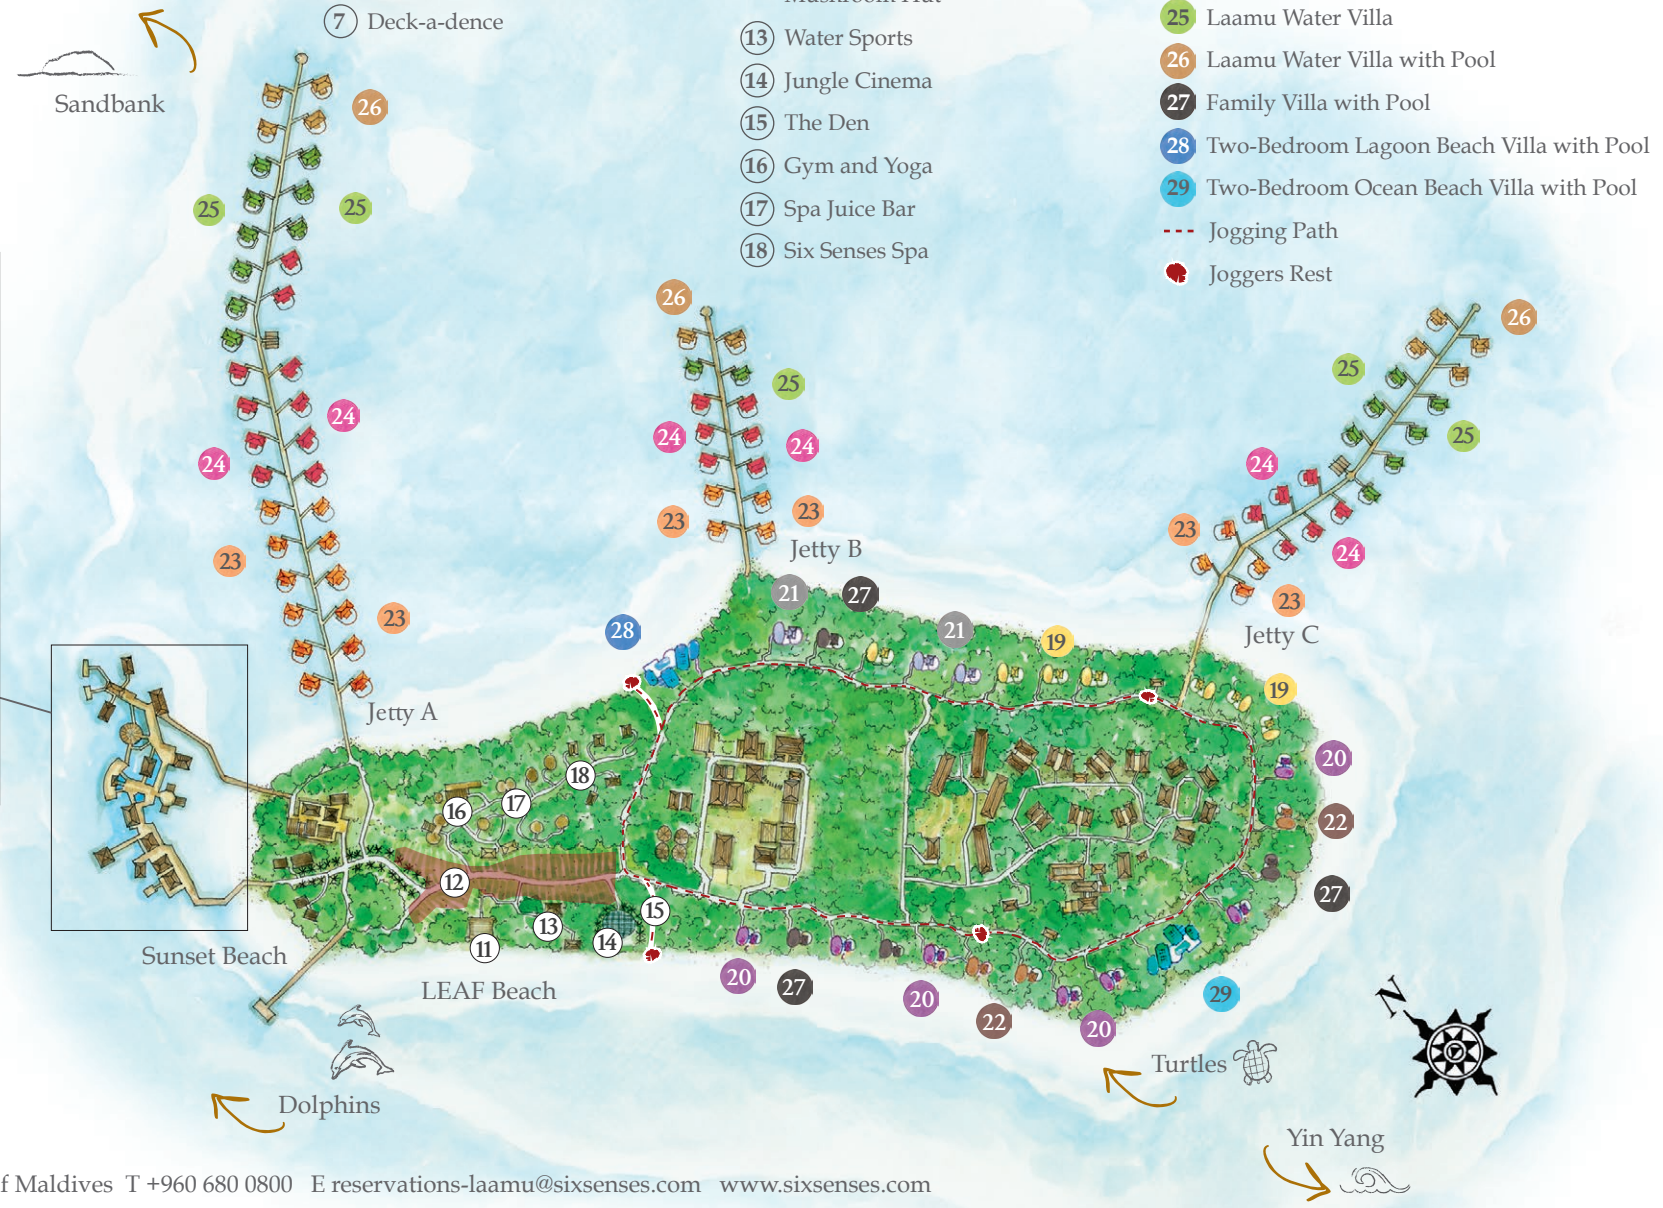 7 Deck-a-dence
13 Water Sports
14 Jungle Cinema
15 The Den
16 Gym and Yoga
17 Spa Juice Bar
18 Six Senses Spa
25 Laamu Water Villa
26 Laamu Water Villa with Pool
27 Family Villa with Pool
28 Two-Bedroom Lagoon Beach Villa with Pool
29 Two-Bedroom Ocean Beach Villa with Pool
Jogging Path
Joggers Rest
Sandbank
26
25
25
24
24
23
23
Jetty A
26
25
24
24
23
23
Jetty B
26
25
25
24
24
23
23
Jetty C
28
21
27
21
19
19
20
22
27
18
17
16
12
15
13
14
11
20
27
20
22
20
29
Sunset Beach
LEAF Beach
Dolphins
Turtles
N
Yin Yang
f Maldives T +960 680 0800 E reservations-laamu@sixsenses.com www.sixsenses.com